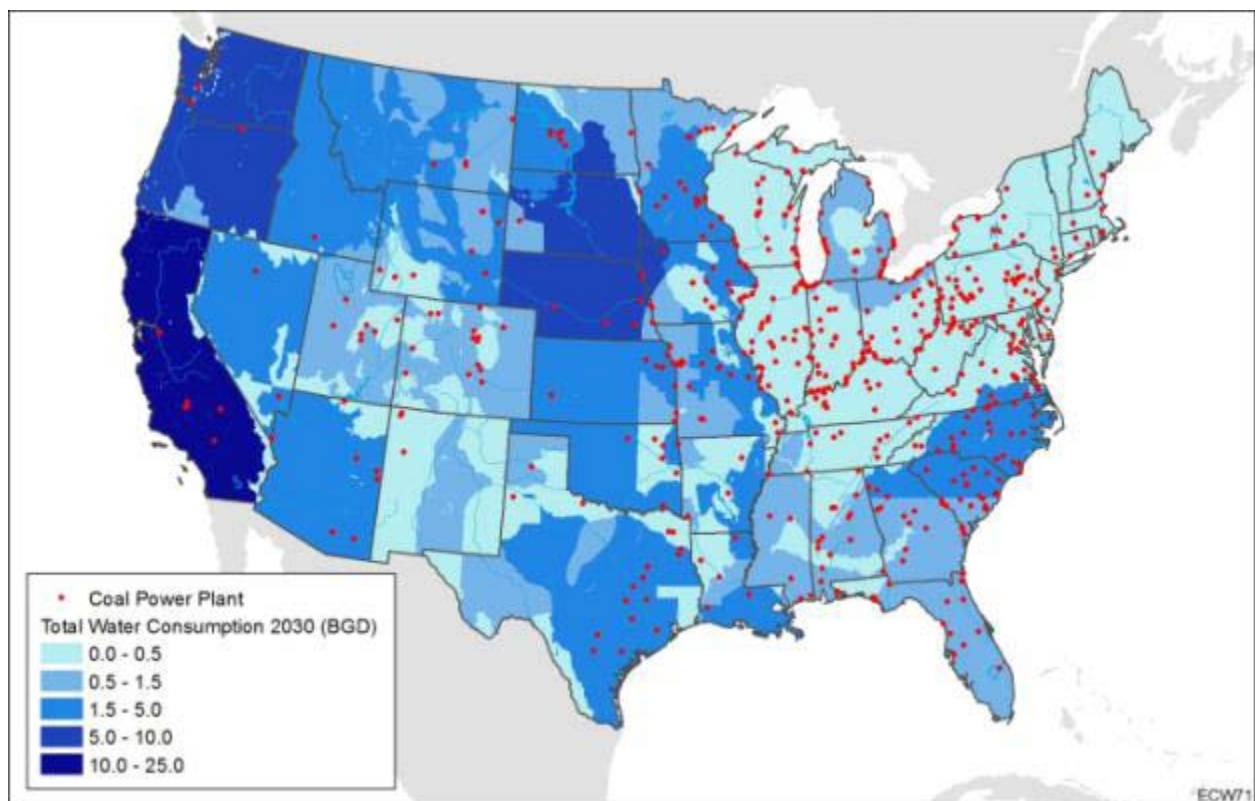 Coal Power Plant
Total Water Consumption 2030 (BGD)
0.0 - 0.5
0.5 - 1.5
1.5 - 5.0
5.0 - 10.0
10.0 - 25.0
ECW71